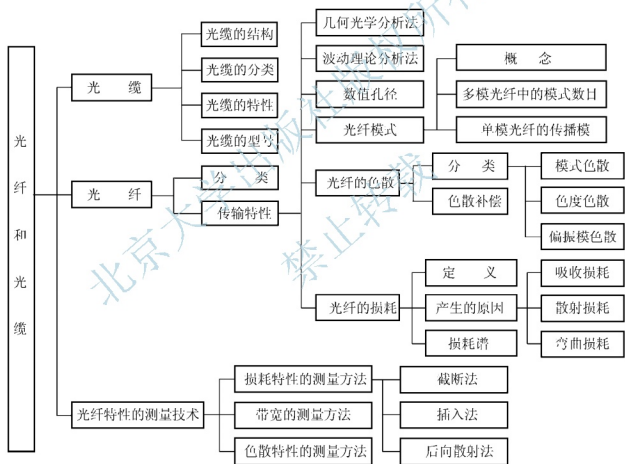 光纤和光缆
光 缆
光缆的结构
光缆的分类
光缆的特性
光缆的型号
光 纤
分 类
传输特性
几何光学分析法
波动理论分析法
数值孔径
光纤模式
概 念
多模光纤中的模式数目
单模光纤的传播模
光纤的色散
分 类
模式色散
色度色散
偏振模色散
色散补偿
光纤的损耗
定 义
产生的原因
吸收损耗
散射损耗
弯曲损耗
损耗谱
光纤特性的测量技术
损耗特性的测量方法
截断法
插入法
后向散射法
带宽的测量方法
色散特性的测量方法
北京大学出版社版权所有
禁止转载